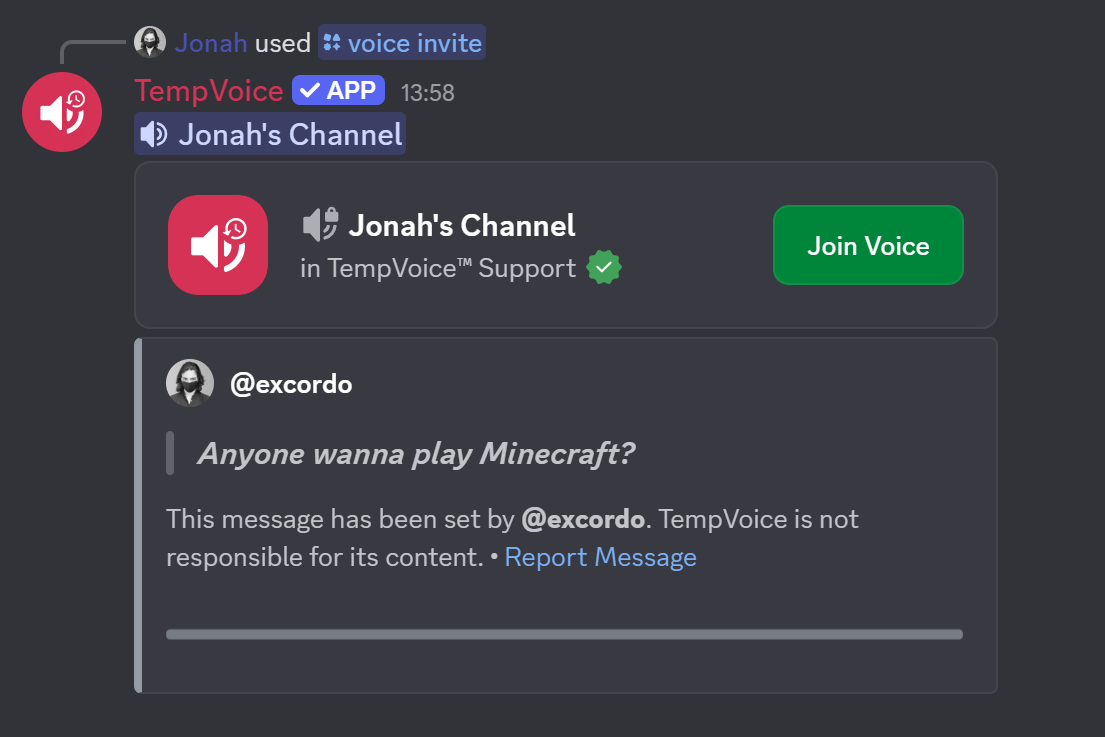 Jonah used voice invite
TempVoice APP 13:58
Jonah's Channel
Jonah's Channel
in TempVoice™ Support
Join Voice
@excordo
Anyone wanna play Minecraft?
This message has been set by @excordo. TempVoice is not
responsible for its content. • Report Message